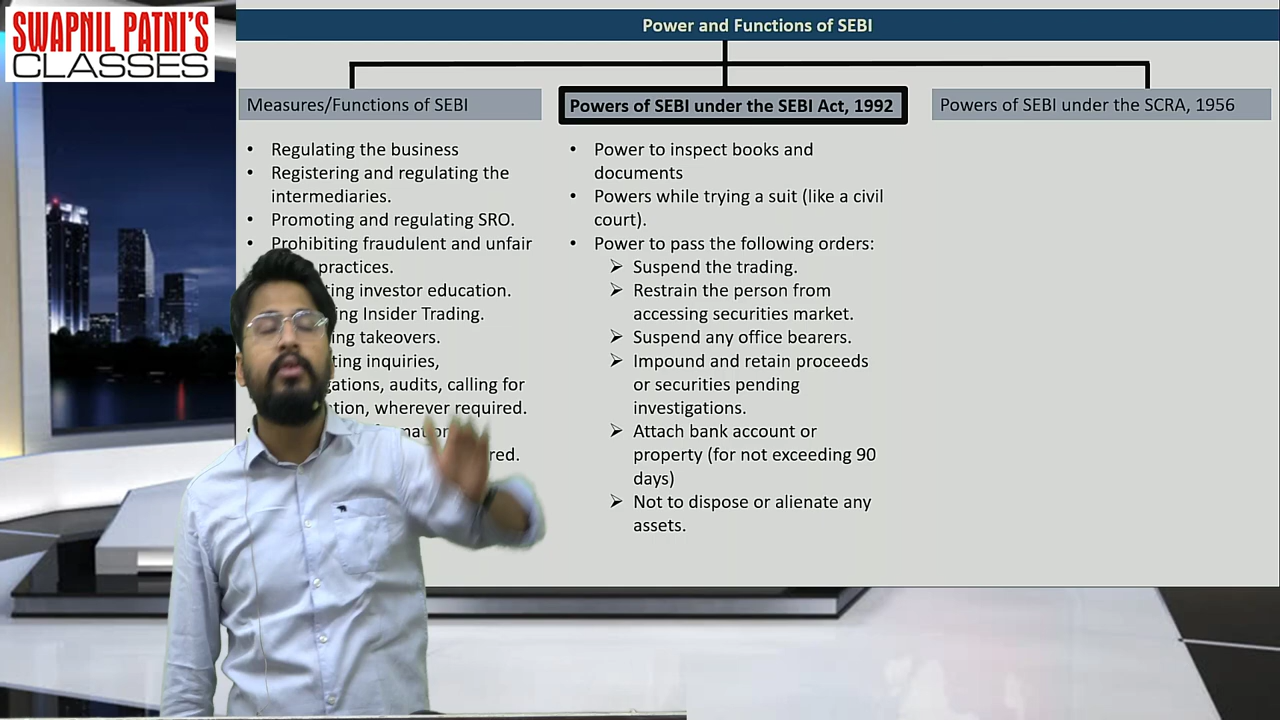 SWAPNIL PATNI'S
CLASSES
Power and Functions of SEBI
Measures/Functions of SEBI
• Regulating the business
• Registering and regulating the
intermediaries.
• Promoting and regulating SRO.
• Prohibiting fraudulent and unfair
practices.
investor education.
Insider Trading.
takeovers.
inquiries,
audits, calling for
wherever required.
Powers of SEBI under the SEBI Act, 1992
• Power to inspect books and
documents
• Powers while trying a suit (like a civil
court).
• Power to pass the following orders:
➢ Suspend the trading.
➢ Restrain the person from
accessing securities market.
➢ Suspend any office bearers.
➢ Impound and retain proceeds
or securities pending
investigations.
➢ Attach bank account or
property (for not exceeding 90
days)
➢ Not to dispose or alienate any
assets.
Powers of SEBI under the SCRA, 1956